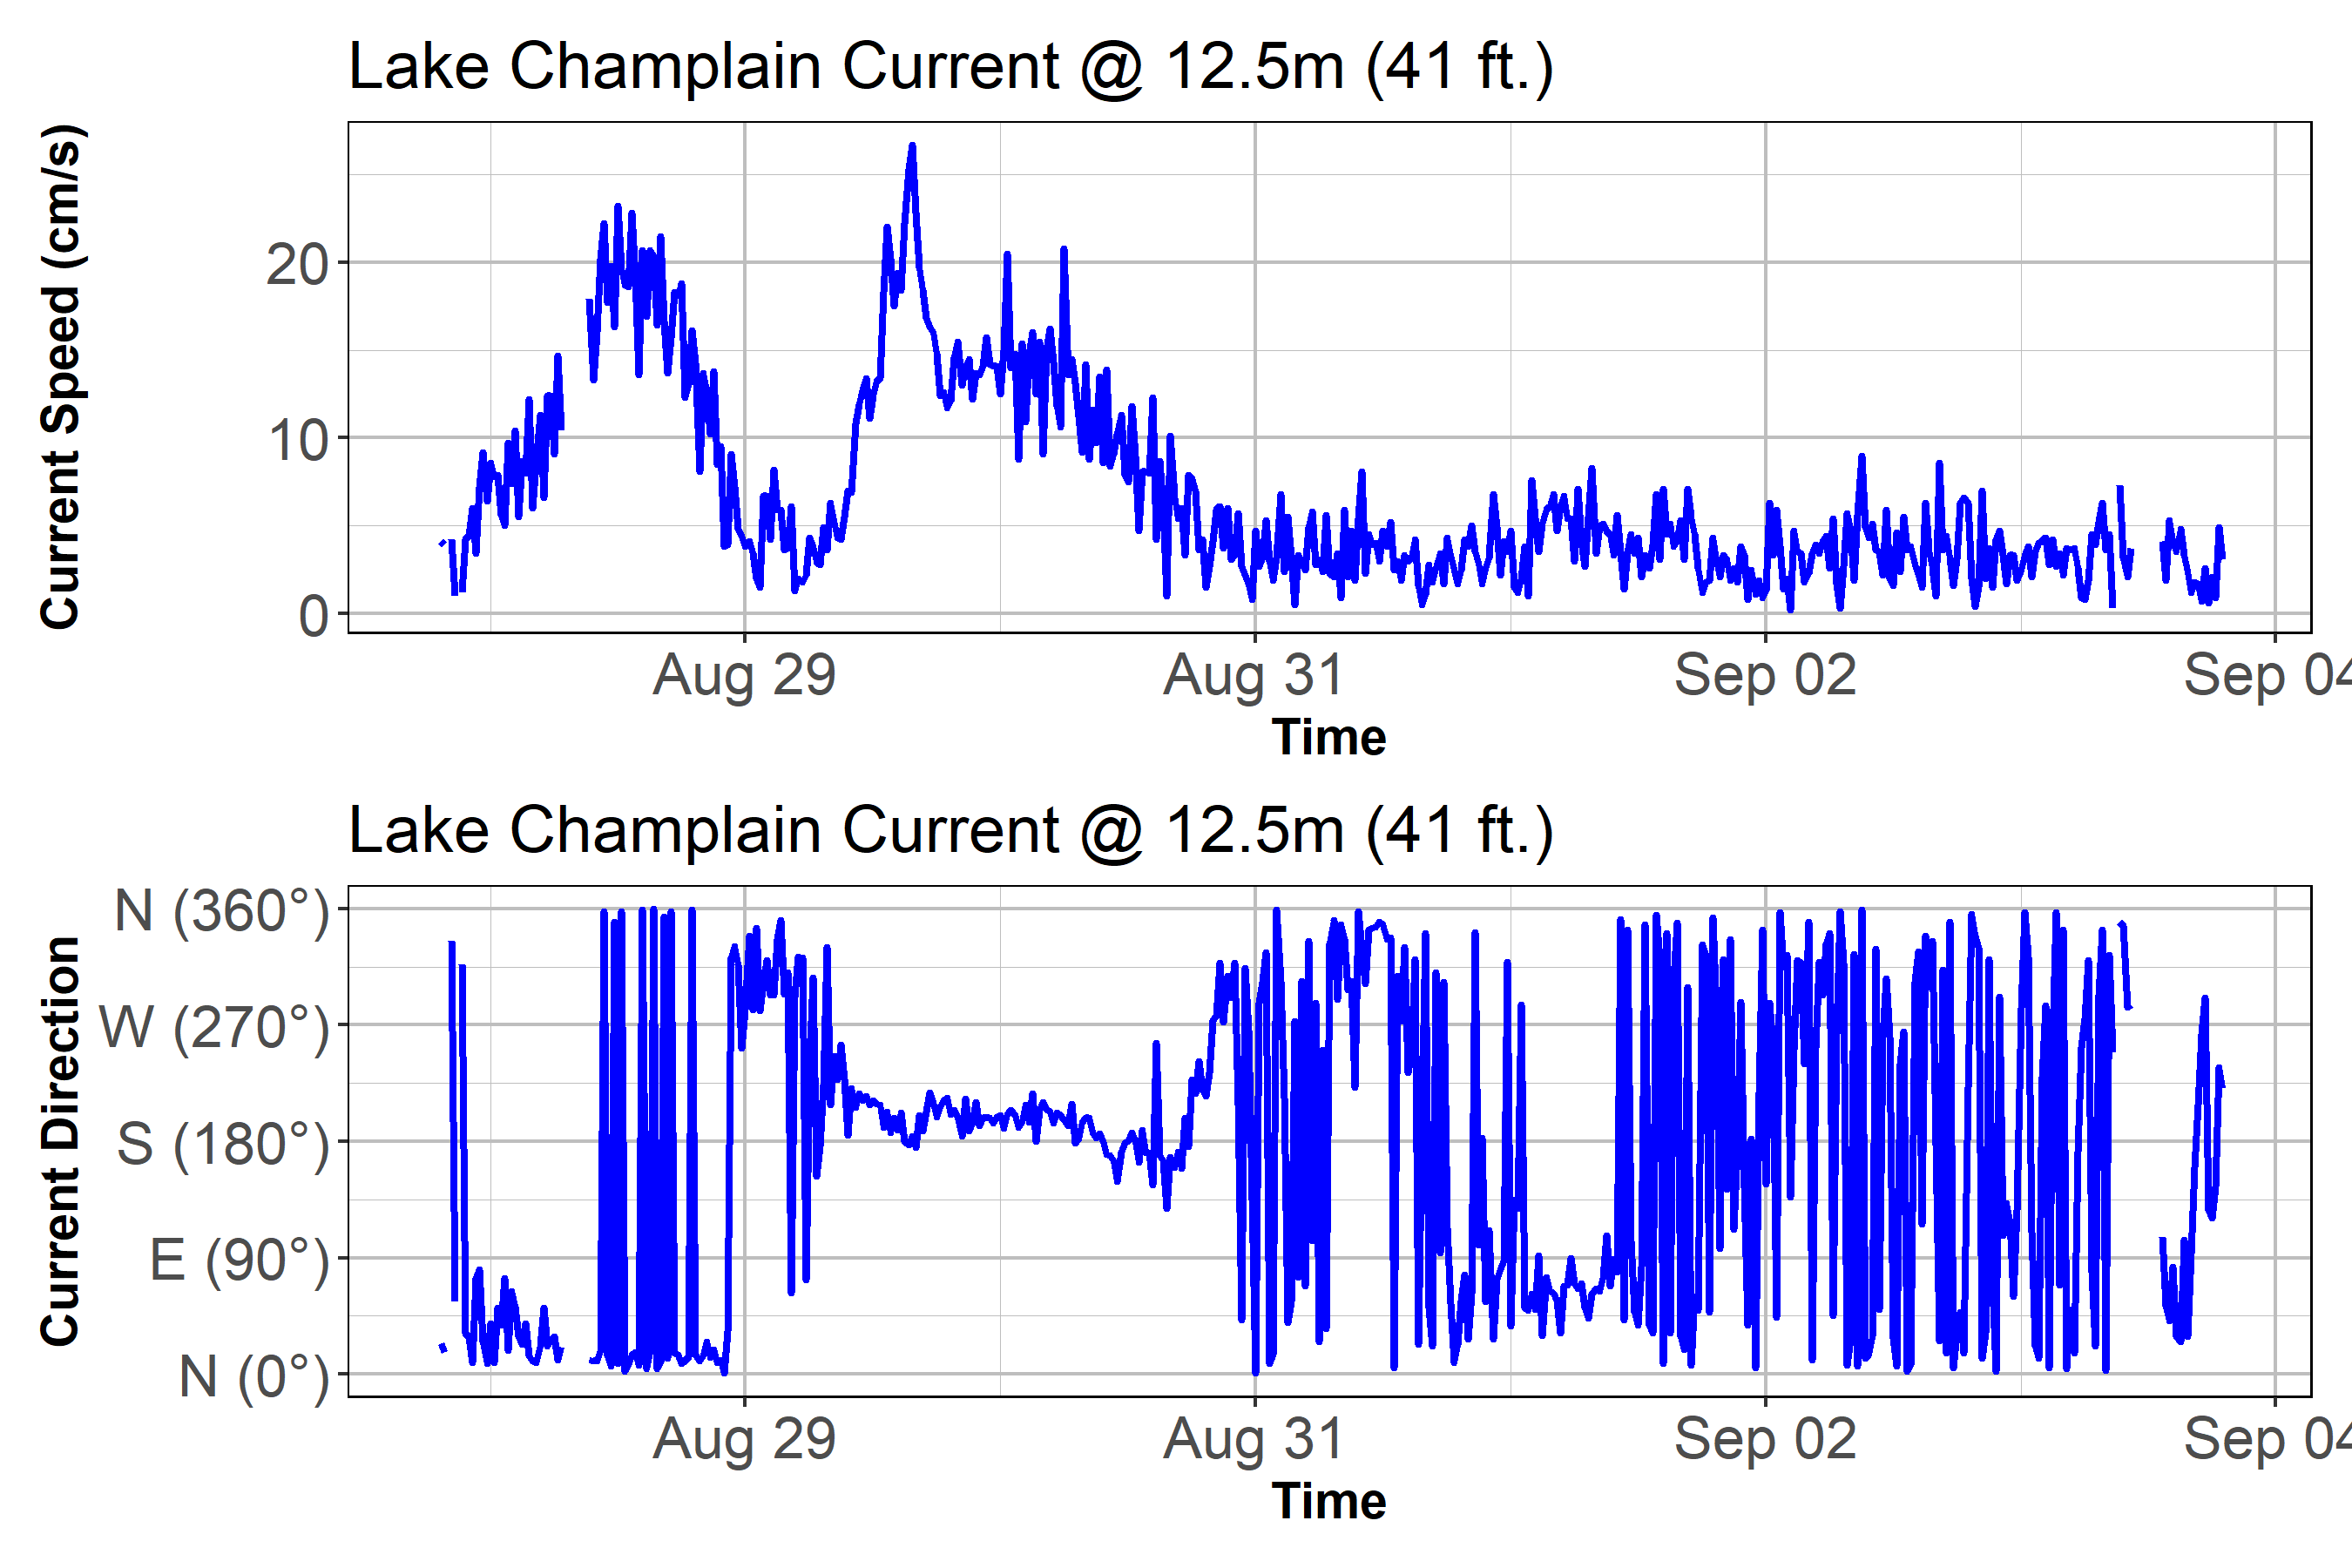 Lake Champlain Current @ 12.5m (41 ft.)
Current Speed (cm/s)
20
10
0
Aug 29 Aug 31 Sep 02 Sep 04
Time
Lake Champlain Current @ 12.5m (41 ft.)
Current Direction
N (360°)
W (270°)
S (180°)
E (90°)
N (0°)
Aug 29 Aug 31 Sep 02 Sep 04
Time